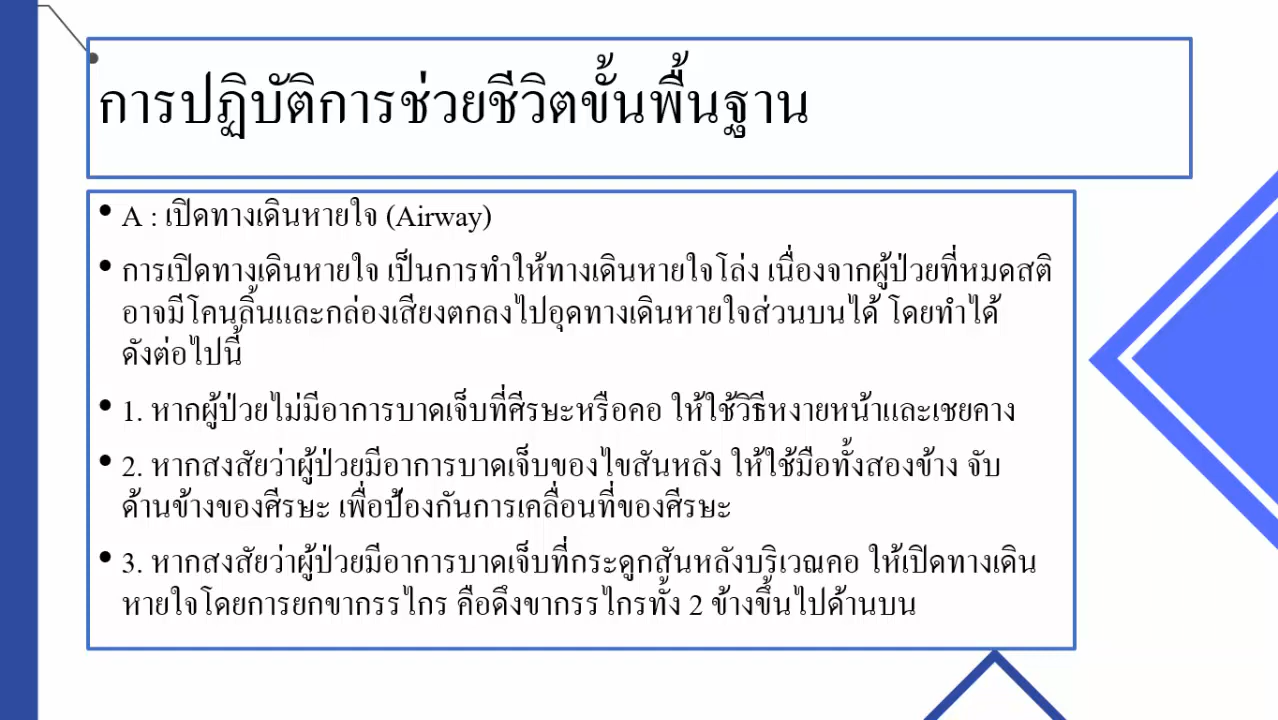 การปฏิบัติการช่วยชีวิตขั้นพื้นฐาน
• A : เปิดทางเดินหายใจ (Airway)
• การเปิดทางเดินหายใจ เป็นการทำให้ทางเดินหายใจโล่ง เนื่องจากผู้ป่วยที่หมดสติ
อาจมีโคนลิ้นและกล่องเสียงตกลงไปอุดทางเดินหายใจส่วนบนได้ โดยทำได้
ดังต่อไปนี้
• 1. หากผู้ป่วยไม่มีอาการบาดเจ็บที่ศีรษะหรือคอ ให้ใช้วิธีหงายหน้าและเชยคาง
• 2. หากสงสัยว่าผู้ป่วยมีอาการบาดเจ็บของไขสันหลัง ให้ใช้มือทั้งสองข้าง จับ
ด้านข้างของศีรษะ เพื่อป้องกันการเคลื่อนที่ของศีรษะ
• 3. หากสงสัยว่าผู้ป่วยมีอาการบาดเจ็บที่กระดูกสันหลังบริเวณคอ ให้เปิดทางเดิน
หายใจโดยการยกขากรรไกร คือดึงขากรรไกรทั้ง 2 ข้างขึ้นไปด้านบน